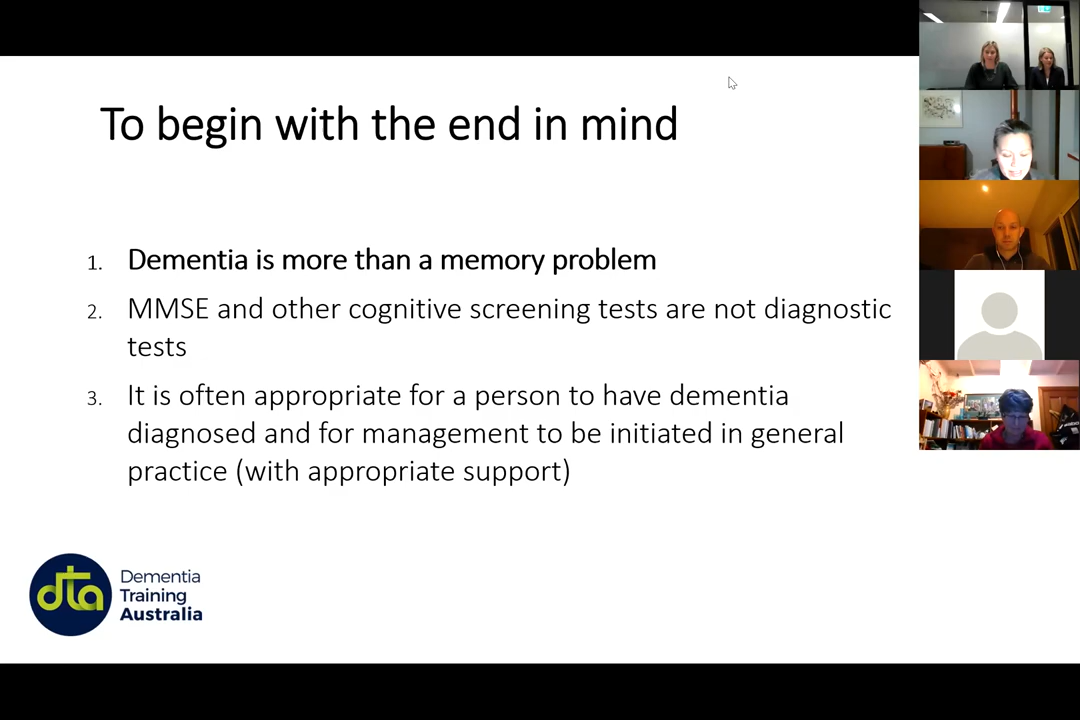 To begin with the end in mind
1. Dementia is more than a memory problem
2. MMSE and other cognitive screening tests are not diagnostic
tests
3. It is often appropriate for a person to have dementia
diagnosed and for management to be initiated in general
practice (with appropriate support)
dta
Dementia
Training
Australia